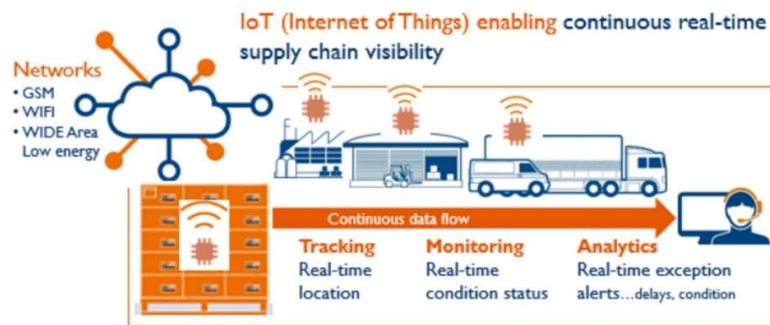 IoT (Internet of Things) enabling continuous real-time
supply chain visibility
Networks
• GSM
• WIFI
• WIDE Area
Low energy
Continuous data flow
Tracking
Real-time
location
Monitoring
Real-time
condition status
Analytics
Real-time exception
alerts...delays, condition